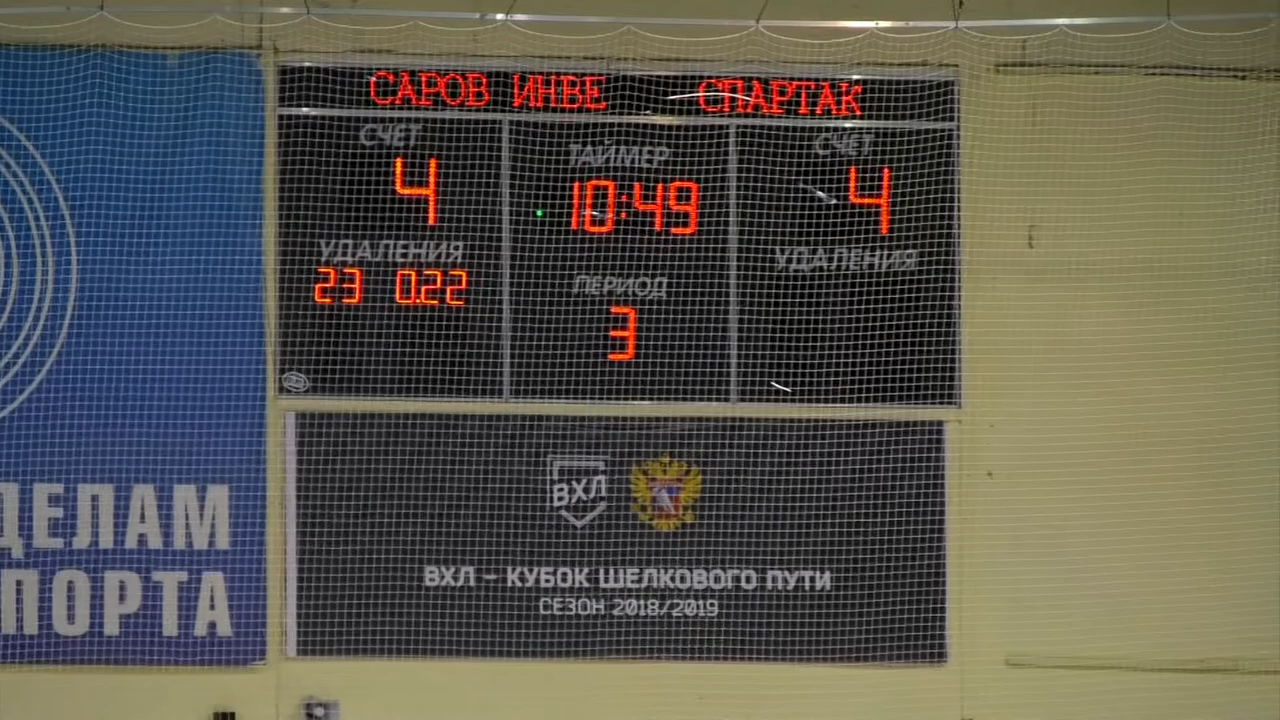 САРОВ ИНВЕ СПАРТАК
СЧЕТ ТАЙМЕР СЧЕТ
4 10:49 4
УДАЛЕНИЯ ПЕРИОД УДАЛЕНИЯ
23 0.22 3
ВХЛ
ВХЛ – КУБОК ШЕЛКОВОГО ПУТИ
СЕЗОН 2018/2019
ДЕЛАМ
ПОРТА